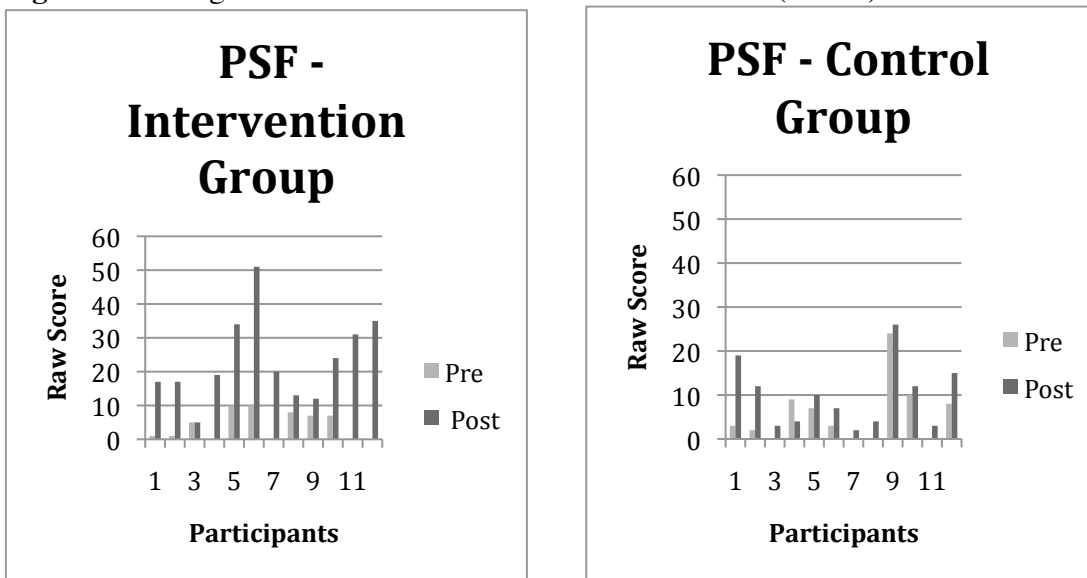 PSF -
Intervention
Group
60
50
40
30
20
10
0
Raw Score
1 3 5 7 9 11
Participants
Pre
Post
PSF - Control
Group
60
50
40
30
20
10
0
Raw Score
1 3 5 7 9 11
Participants
Pre
Post